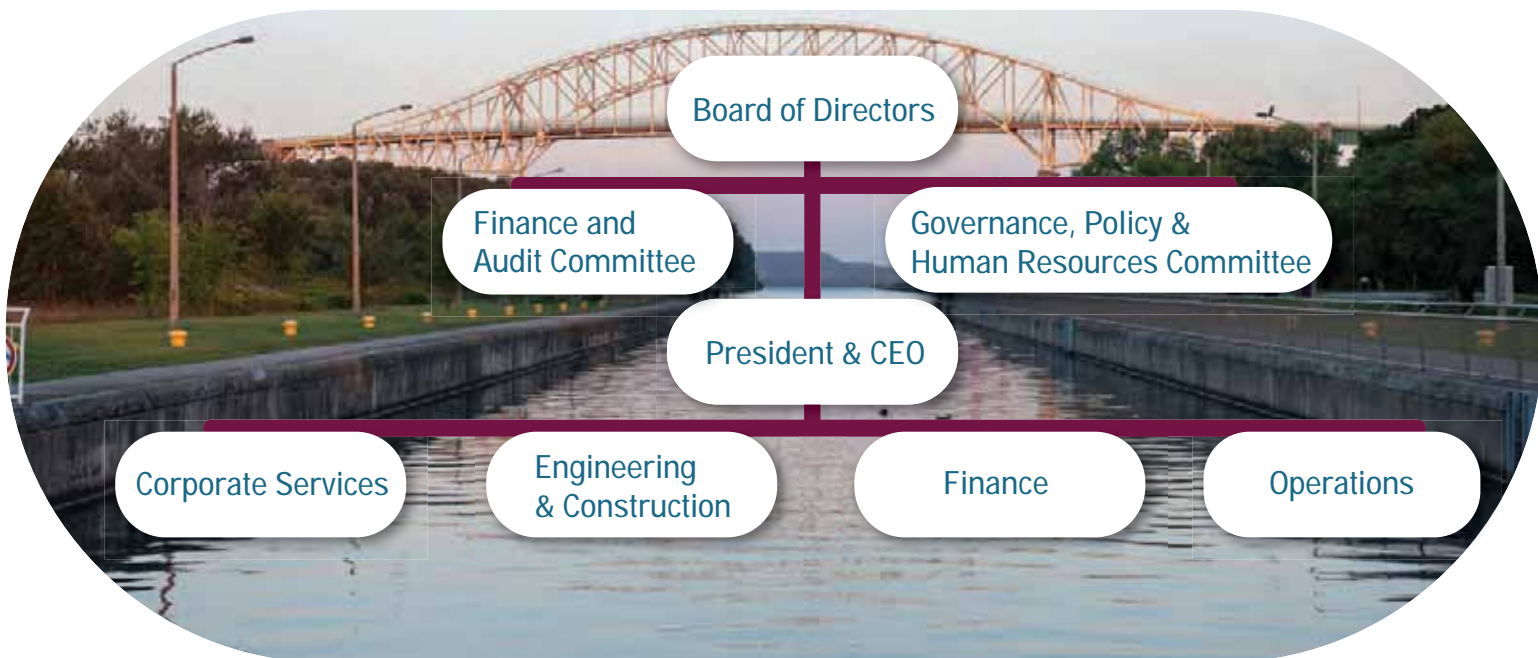 Board of Directors
Finance and
Audit Committee
Governance, Policy &
Human Resources Committee
President & CEO
Corporate Services
Engineering
& Construction
Finance
Operations